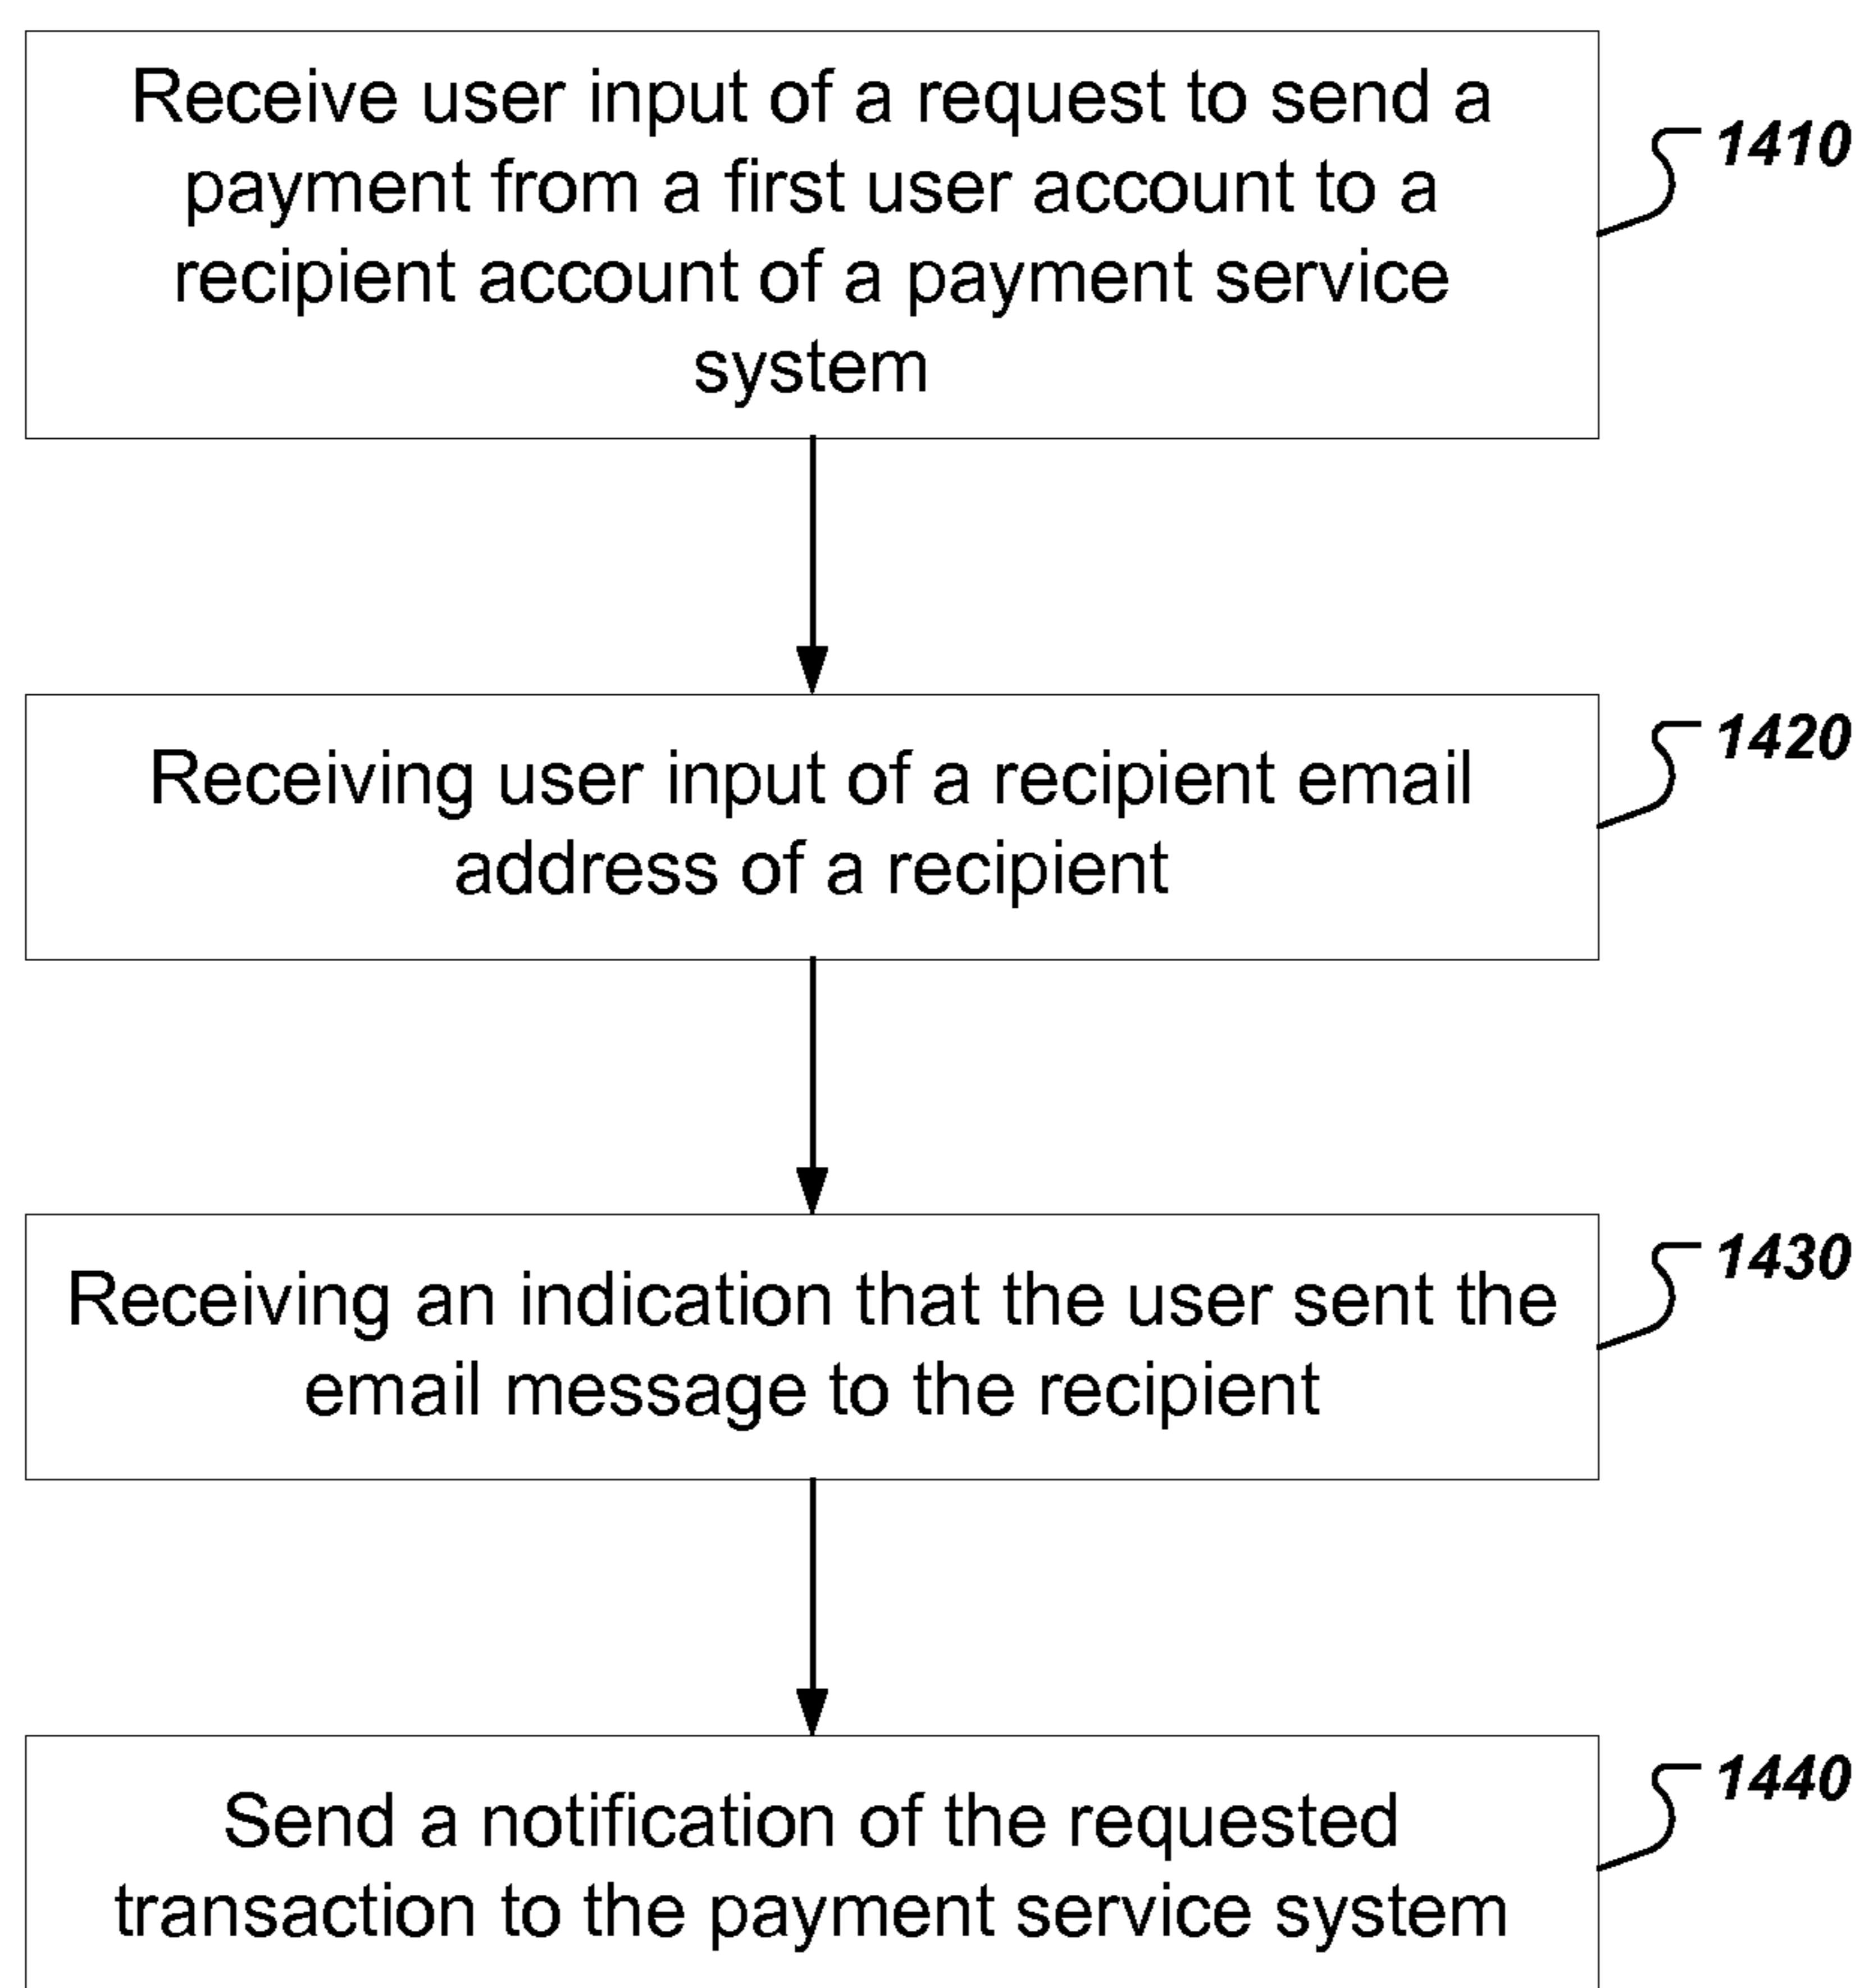 Receive user input of a request to send a
payment from a first user account to a
recipient account of a payment service
system
1410
Receiving user input of a recipient email
address of a recipient
1420
Receiving an indication that the user sent the
email message to the recipient
1430
Send a notification of the requested
transaction to the payment service system
1440